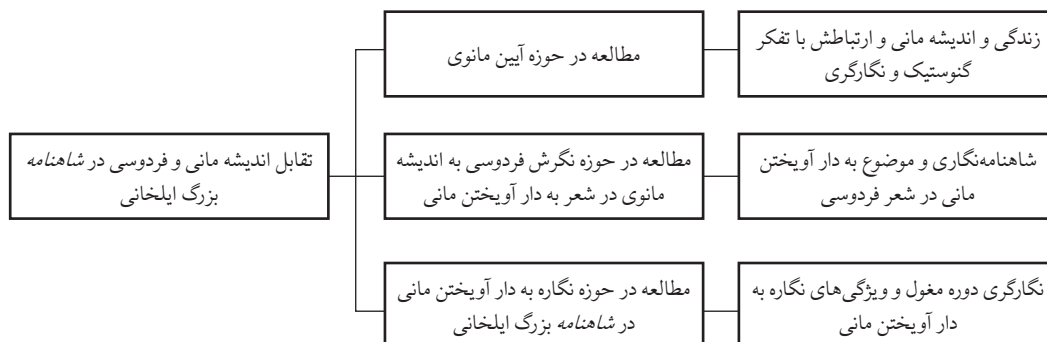 زندگی و اندیشه مانی و ارتباطش با تفکر
گنوستیک و نگارگری
مطالعه در حوزه آیین مانوی
شاهنامه‌نگاری و موضوع به دار آویختن
مانی در شعر فردوسی
مطالعه در حوزه نگرش فردوسی به اندیشه
مانوی در شعر به دار آویختن مانی
تقابل اندیشه مانی و فردوسی در شاهنامه
بزرگ ایلخانی
نگارگری دوره مغول و ویژگی‌های نگاره به
دار آویختن مانی
مطالعه در حوزه نگاره به دار آویختن مانی
در شاهنامه بزرگ ایلخانی